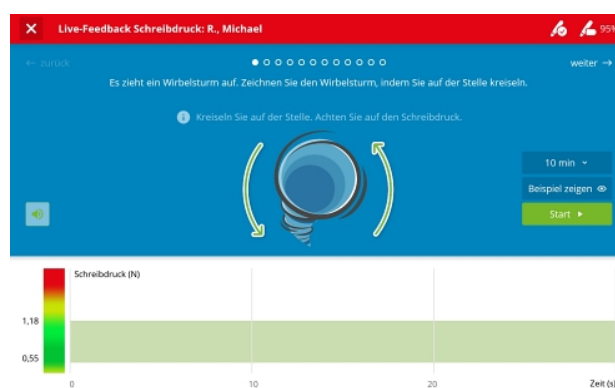 Live-Feedback Schreibdruck: R., Michael
95%
← zurück
weiter →
Es zieht ein Wirbelsturm auf. Zeichnen Sie den Wirbelsturm, indem Sie auf der Stelle kreiseln.
Kreiseln Sie auf der Stelle. Achten Sie auf den Schreibdruck.
10 min
Beispiel zeigen
Start
Schreibdruck (N)
1,18
0,55
0
10
20
Zeit (s)